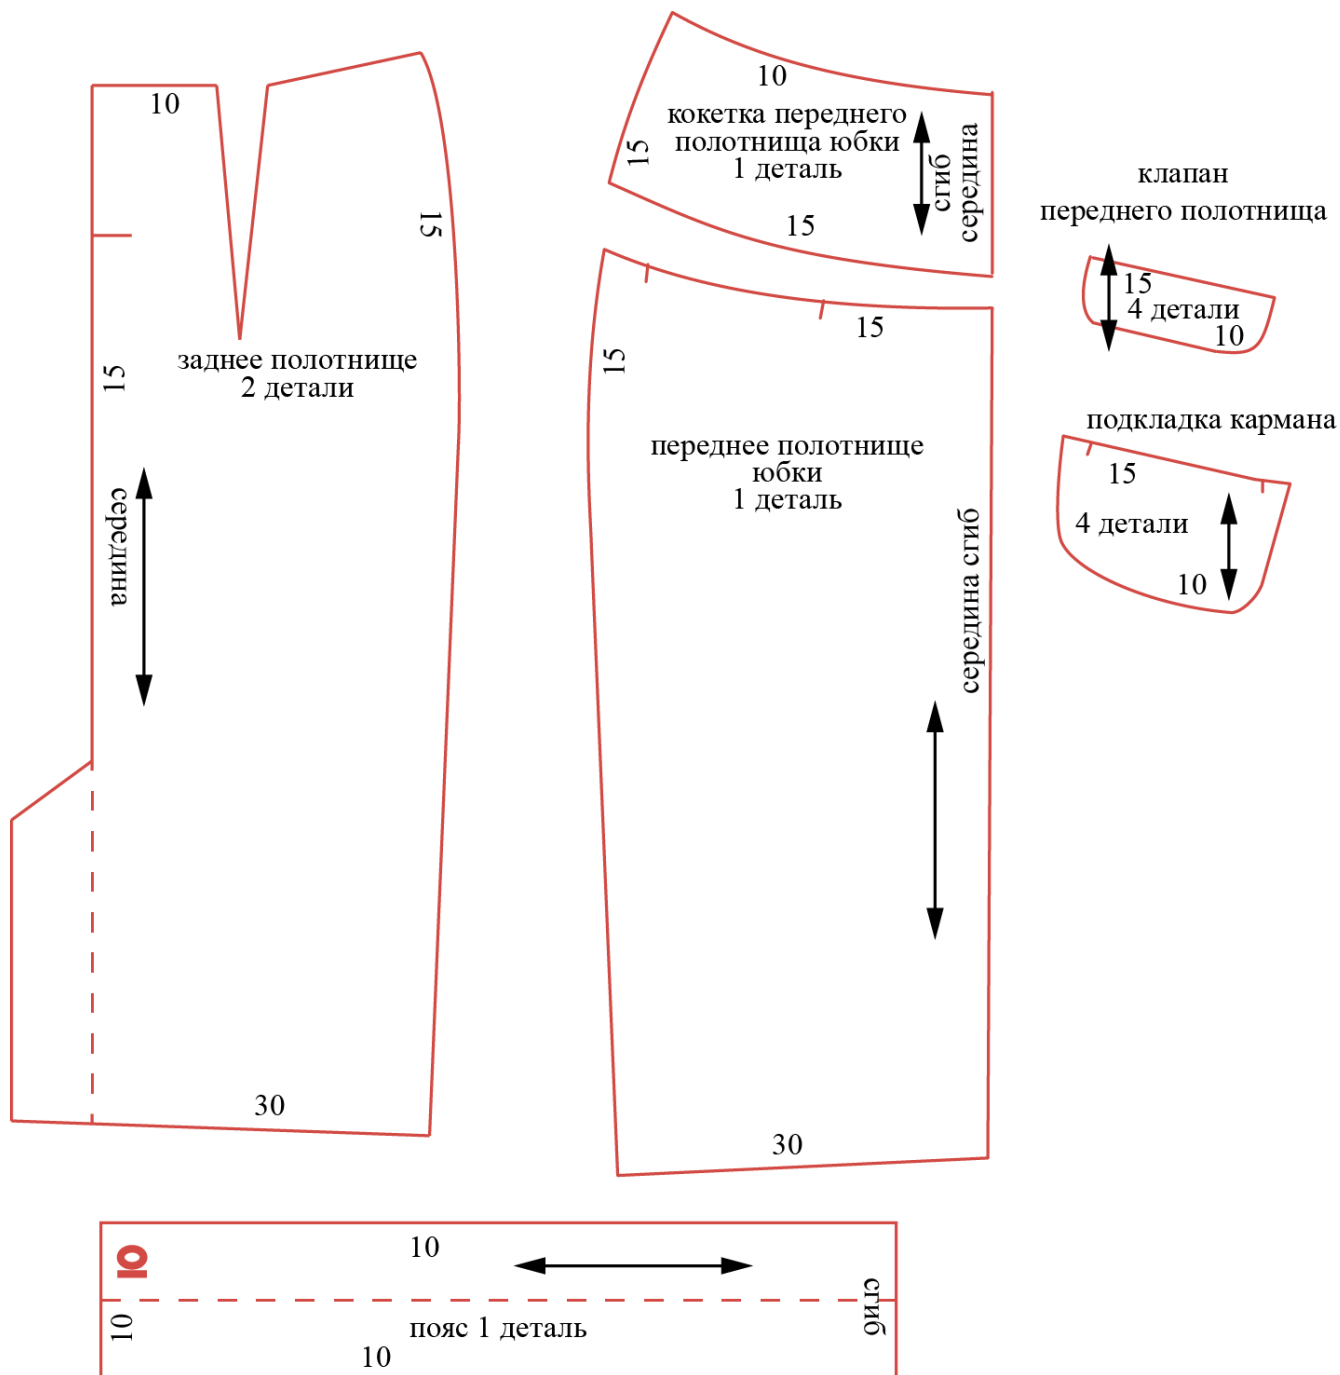 10
15
заднее полотнище
2 детали
15
середина
30
10
кокетка переднего
полотнища юбки
1 деталь
15
сгиб
середина
15
15
15
переднее полотнище
юбки
1 деталь
середина сгиб
30
клапан
переднего полотнища
15
4 детали
10
подкладка кармана
15
4 детали
10
10
10
сгиб
10
пояс 1 деталь
10